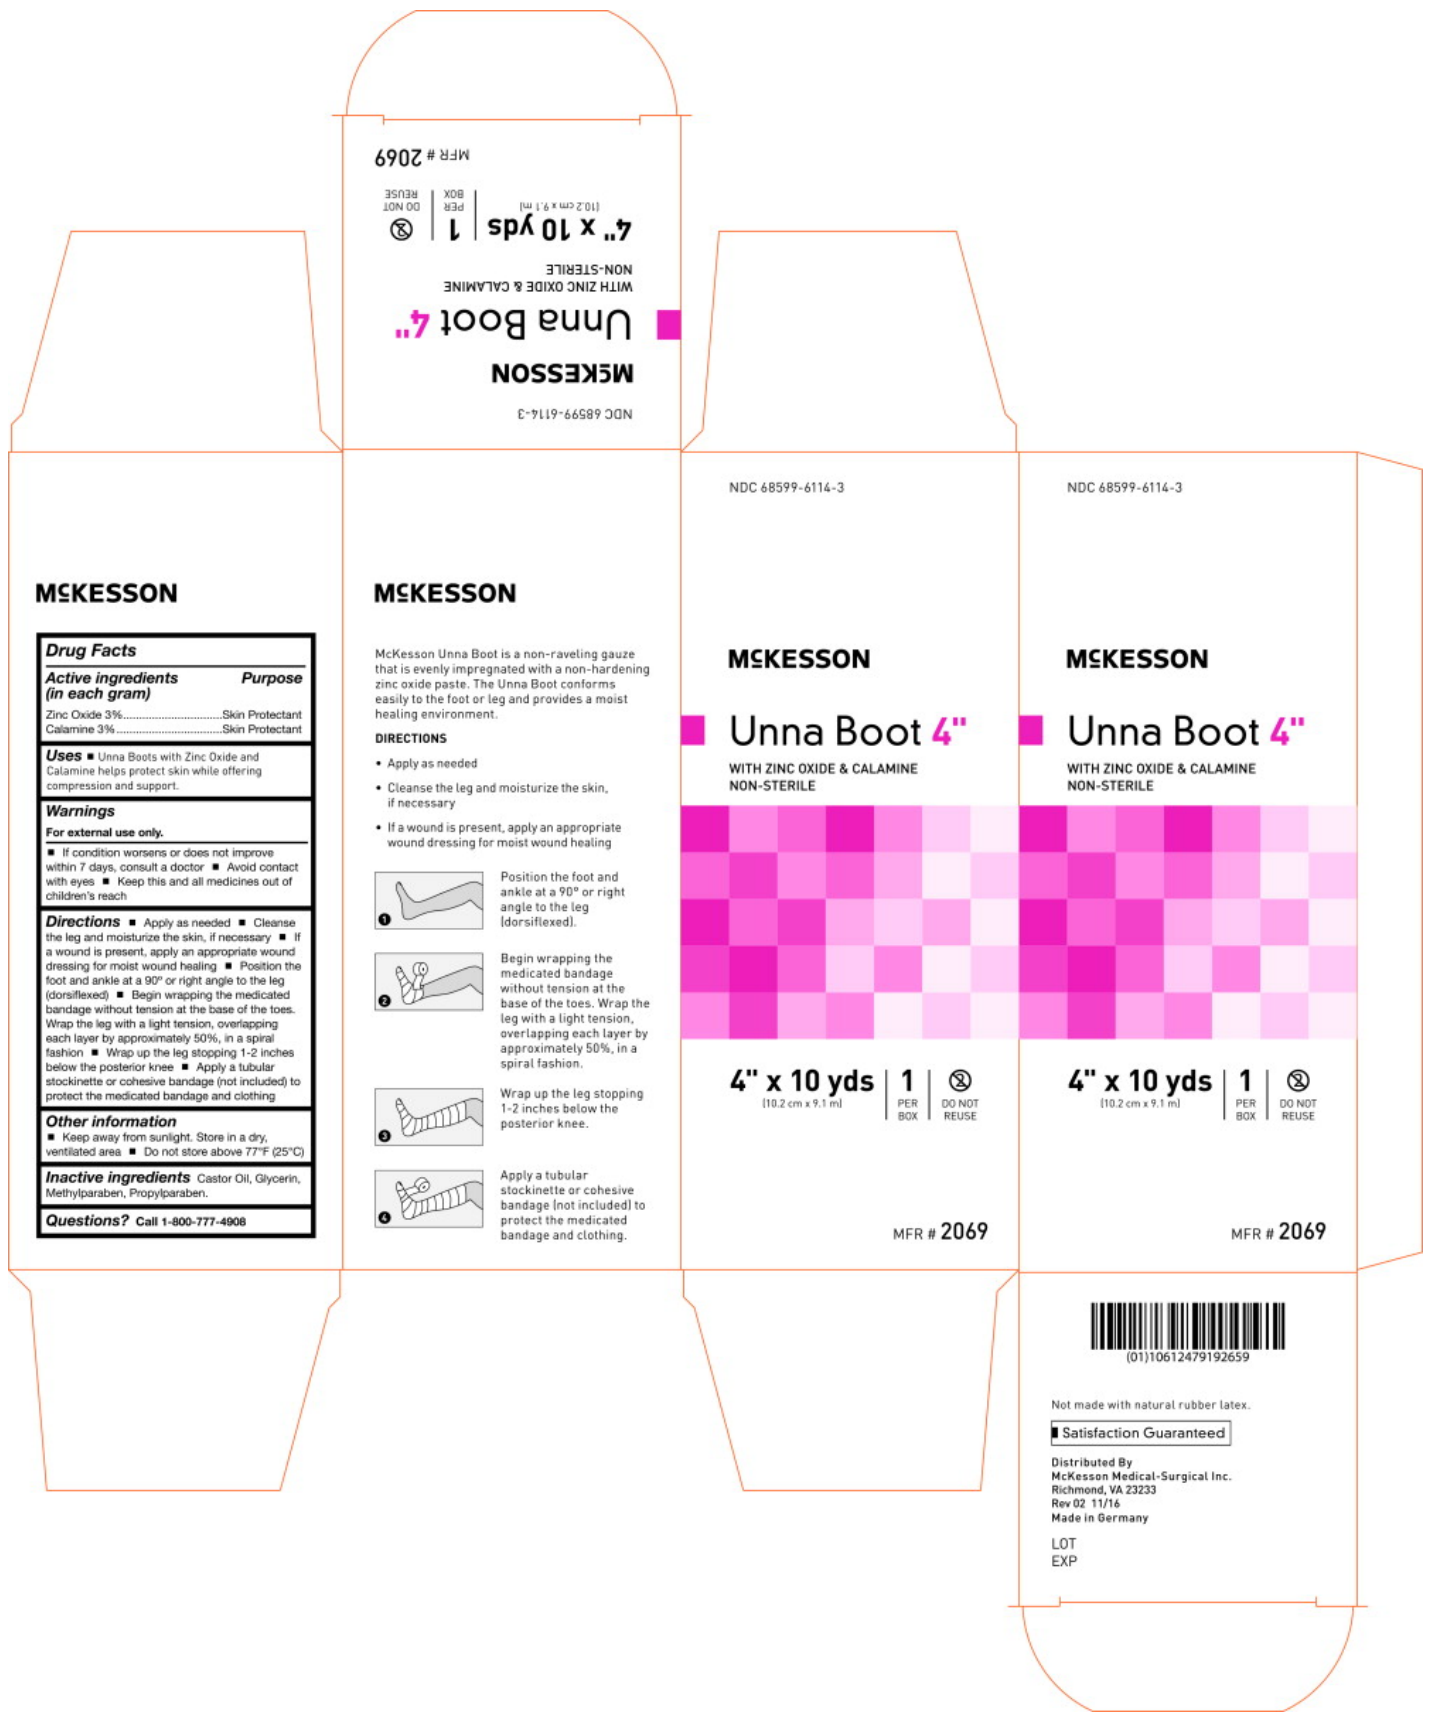 MFR # 2069
4" x 10 yds
(10.2 cm x 9.1 m)
1
PER
BOX
DO NOT
REUSE
WITH ZINC OXIDE & CALAMINE
NON-STERILE
Unna Boot 4"
McKESSON
NDC 68599-6114-3
McKESSON
Drug Facts
Active ingredients Purpose
(in each gram)
Zinc Oxide 3%................................Skin Protectant
Calamine 3%.................................Skin Protectant
Uses ■ Unna Boots with Zinc Oxide and
Calamine helps protect skin while offering
compression and support.
Warnings
For external use only.
■ If condition worsens or does not improve
within 7 days, consult a doctor ■ Avoid contact
with eyes ■ Keep this and all medicines out of
children's reach
Directions ■ Apply as needed ■ Cleanse
the leg and moisturize the skin, if necessary ■ If
a wound is present, apply an appropriate wound
dressing for moist wound healing ■ Position the
foot and ankle at a 90º or right angle to the leg
(dorsiflexed) ■ Begin wrapping the medicated
bandage without tension at the base of the toes.
Wrap the leg with a light tension, overlapping
each layer by approximately 50%, in a spiral
fashion ■ Wrap up the leg stopping 1-2 inches
below the posterior knee ■ Apply a tubular
stockinette or cohesive bandage (not included) to
protect the medicated bandage and clothing
Other information
■ Keep away from sunlight. Store in a dry,
ventilated area ■ Do not store above 77ºF (25ºC)
Inactive ingredients Castor Oil, Glycerin,
Methylparaben, Propylparaben.
Questions? Call 1-800-777-4908
McKESSON
McKesson Unna Boot is a non-raveling gauze
that is evenly impregnated with a non-hardening
zinc oxide paste. The Unna Boot conforms
easily to the foot or leg and provides a moist
healing environment.
DIRECTIONS
• Apply as needed
• Cleanse the leg and moisturize the skin,
if necessary
• If a wound is present, apply an appropriate
wound dressing for moist wound healing
1
Position the foot and
ankle at a 90° or right
angle to the leg
(dorsiflexed).
2
Begin wrapping the
medicated bandage
without tension at the
base of the toes. Wrap the
leg with a light tension,
overlapping each layer by
approximately 50%, in a
spiral fashion.
3
Wrap up the leg stopping
1-2 inches below the
posterior knee.
4
Apply a tubular
stockinette or cohesive
bandage (not included) to
protect the medicated
bandage and clothing.
NDC 68599-6114-3
McKESSON
Unna Boot 4"
WITH ZINC OXIDE & CALAMINE
NON-STERILE
4" x 10 yds
(10.2 cm x 9.1 m)
1
PER
BOX
DO NOT
REUSE
MFR # 2069
NDC 68599-6114-3
McKESSON
Unna Boot 4"
WITH ZINC OXIDE & CALAMINE
NON-STERILE
4" x 10 yds
(10.2 cm x 9.1 m)
1
PER
BOX
DO NOT
REUSE
MFR # 2069
(01)10612479192659
Not made with natural rubber latex.
Satisfaction Guaranteed
Distributed By
McKesson Medical-Surgical Inc.
Richmond, VA 23233
Rev 02 11/16
Made in Germany
LOT
EXP